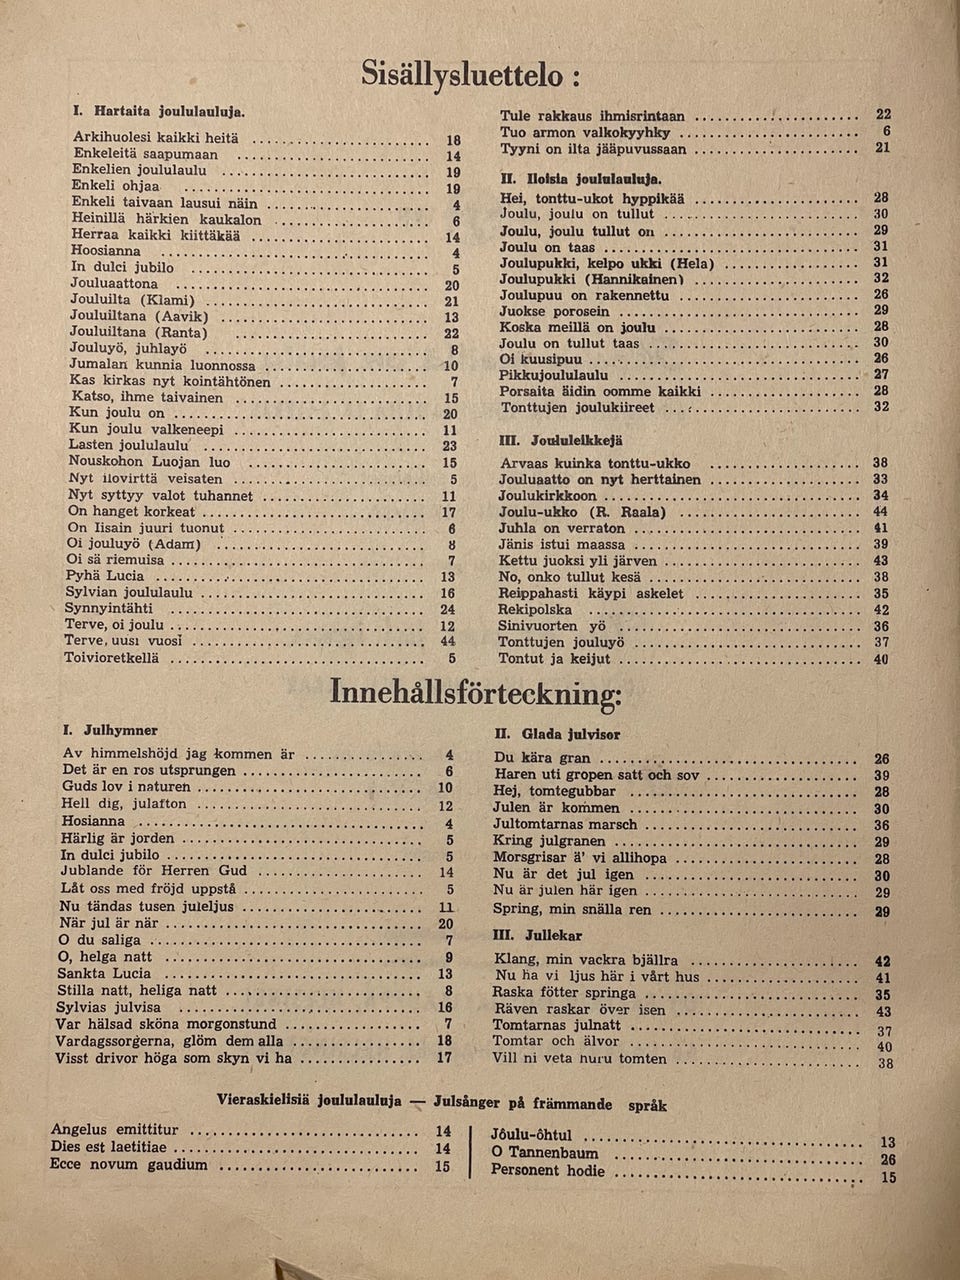 Sisällysluettelo :
I. Hartaita joululauluja.
Arkihuolesi kaikki heitä 18
Enkeleitä saapumaan 14
Enkelien joululaulu 19
Enkeli ohjaa 19
Enkeli taivaan lausui näin 4
Heinillä härkien kaukalon 6
Herraa kaikki kiittäkää 14
Hoosianna 4
In dulci jubilo 5
Jouluaattona 20
Jouluilta (Klami) 21
Jouluiltana (Aavik) 13
Jouluiltana (Ranta) 22
Jouluyö, juhlayö 8
Jumalan kunnia luonnossa 10
Kas kirkas nyt kointähtönen 7
Katso, ihme taivainen 15
Kun joulu on 20
Kun joulu valkeneepi 11
Lasten joululaulu 23
Nouskohon Luojan luo 15
Nyt ilovirttä veisaten 5
Nyt syttyy valot tuhannet 11
On hanget korkeat 17
On Iisain juuri tuonut 6
Oi jouluyö (Adam) 8
Oi sä riemuisa 7
Pyhä Lucia 13
Sylvian joululaulu 16
Synnyintähti 24
Terve, oi joulu 12
Terve, uusi vuosi 44
Toivioretkellä 5
Tule rakkaus ihmisrintaan 22
Tuo armon valkokyyhky 6
Tyyni on ilta jääpuvussaan 21
II. Iloisia joululauluja.
Hei, tonttu-ukot hyppikää 28
Joulu, joulu on tullut 30
Joulu, joulu tullut on 29
Joulu on taas 31
Joulupukki, kelpo ukki (Hela) 31
Joulupukki (Hannikainen) 32
Joulupuu on rakennettu 26
Juokse porosein 29
Koska meillä on joulu 28
Joulu on tullut taas 30
Oi kuusipuu 26
Pikkujoululaulu 27
Porsaita äidin oomme kaikki 28
Tonttujen joulukiireet 32
III. Joululeikkejä
Arvaas kuinka tonttu-ukko 38
Jouluaatto on nyt herttainen 33
Joulukirkkoon 34
Joulu-ukko (R. Raala) 44
Juhla on verraton 41
Jänis istui maassa 39
Kettu juoksi yli järven 43
No, onko tullut kesä 38
Reippahasti käypi askelet 35
Rekipolska 42
Sinivuorten yö 36
Tonttujen jouluyö 37
Tontut ja keijut 40
Innehållsförteckning:
I. Julhymner
Av himmelshöjd jag kommen är 4
Det är en ros utsprungen 6
Guds lov i naturen 10
Hell dig, julafton 12
Hosianna 4
Härlig är jorden 5
In dulci jubilo 5
Jublande för Herren Gud 14
Låt oss med fröjd uppstå 5
Nu tändas tusen juleljus 11
När jul är när 20
O du saliga 7
O, helga natt 9
Sankta Lucia 13
Stilla natt, heliga natt 8
Sylvias julvisa 16
Var hälsad sköna morgonstund 7
Vardagssorgerna, glöm dem alla 18
Visst drivor höga som skyn vi ha 17
II. Glada julvisor
Du kära gran 26
Haren uti gropen satt och sov 39
Hej, tomtegubbar 28
Julen är kommen 30
Jultomtarnas marsch 36
Kring julgranen 29
Morsgrisar ä' vi allihopa 28
Nu är det jul igen 30
Nu är julen här igen 29
Spring, min snälla ren 29
III. Jullekar
Klang, min vackra bjällra 42
Nu ha vi ljus här i vårt hus 41
Raska fötter springa 35
Räven raskar över isen 43
Tomtarnas julnatt 37
Tomtar och älvor 40
Vill ni veta huru tomten 38
Vieraskielisiä joululauluja — Julsånger på främmande språk
Angelus emittitur 14
Dies est laetitiae 14
Ecce novum gaudium 15
Jôulu-ôhtul 13
O Tannenbaum 26
Personent hodie 15